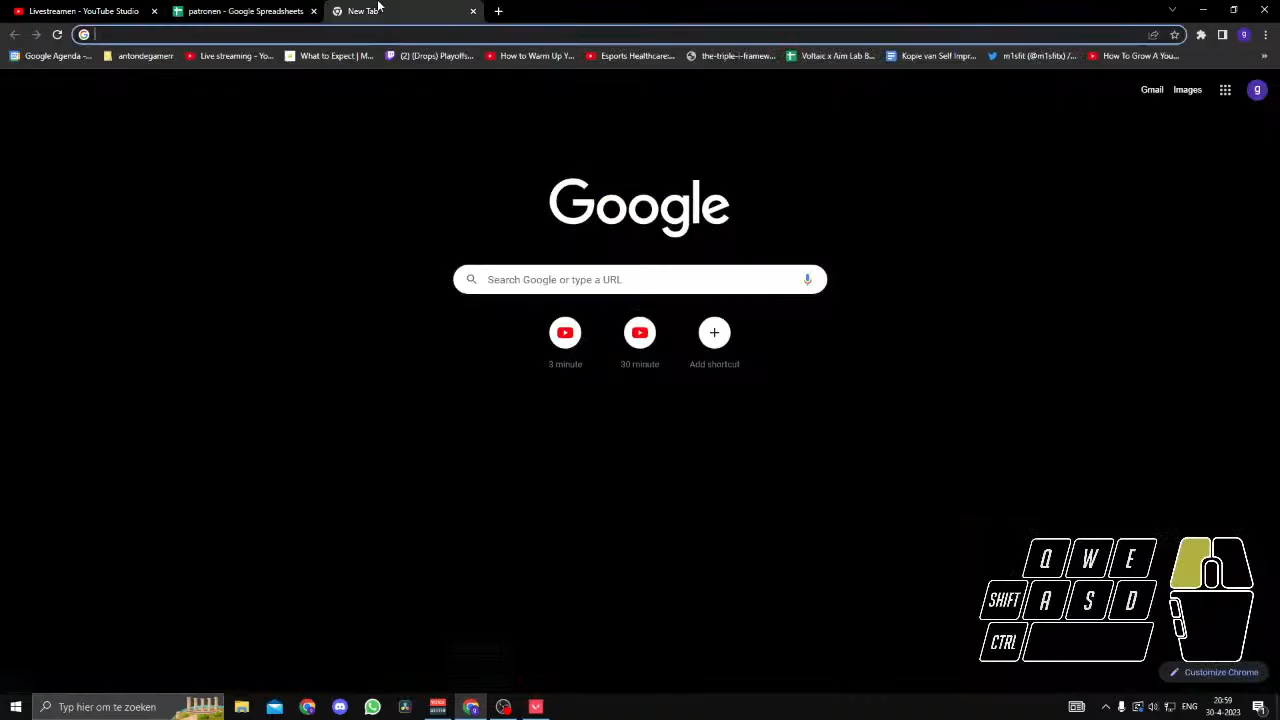 Livestreamen - YouTube Studio
patronen - Google Spreadsheets
New Tab
Google Agenda
antondegamerr
Live streaming - Yo...
What to Expect | M...
(2) (Drops) Playoffs...
How to Warm Up Y...
Esports Healthcare:...
the-triple-i-framew...
Voltaic x Aim Lab B...
Kopie van Self Impr...
m1sfit (@m1sfitx) /...
How To Grow A You...
»
Gmail
Images
g
Google
Search Google or type a URL
3 minute
30 minute
Add shortcut
Q W E
SHIFT A S D
CTRL
Customize Chrome
Typ hier om te zoeken
20:59
30-4-2023